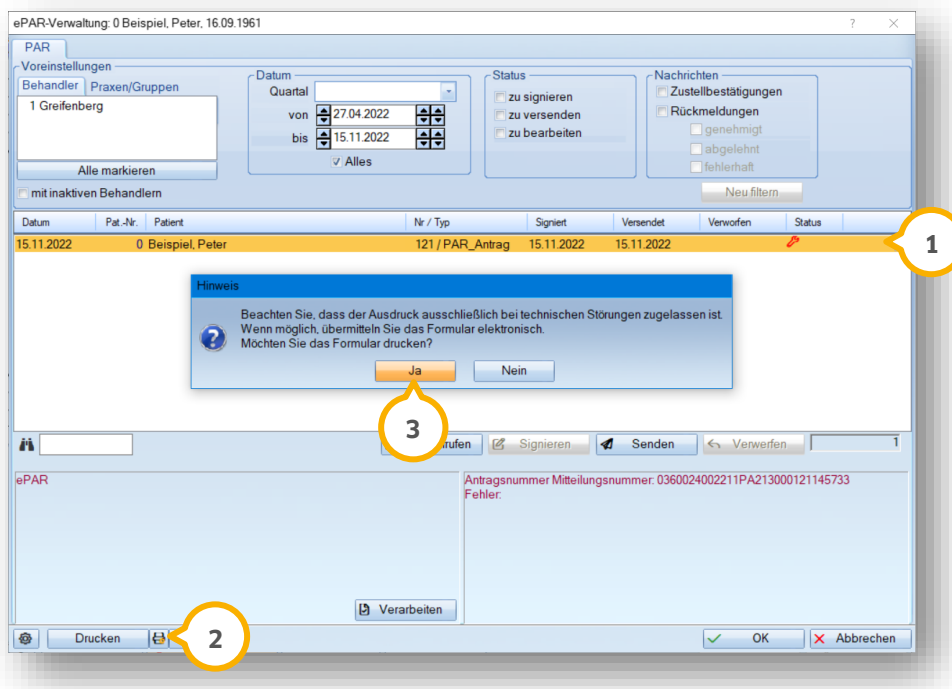 ePAR-Verwaltung: 0 Beispiel, Peter, 16.09.1961
PAR
Voreinstellungen
Behandler Praxen/Gruppen
1 Greifenberg
Alle markieren
mit inaktiven Behandlern
Datum
Quartal
von 27.04.2022
bis 15.11.2022
Alles
Status
zu signieren
zu versenden
zu bearbeiten
Nachrichten
Zustellbestätigungen
Rückmeldungen
genehmigt
abgelehnt
fehlerhaft
Neu filtern
Datum Pat.-Nr. Patient Nr / Typ Signiert Versendet Verworfen Status
15.11.2022 0 Beispiel, Peter 121 / PAR_Antrag 15.11.2022 15.11.2022
1
Hinweis
Beachten Sie, dass der Ausdruck ausschließlich bei technischen Störungen zugelassen ist.
Wenn möglich, übermitteln Sie das Formular elektronisch.
Möchten Sie das Formular drucken?
Ja Nein
3
rufen Signieren Senden Verwerfen 1
ePAR
Antragsnummer Mitteilungsnummer: 0360024002211PA213000121145733
Fehler:
Verarbeiten
Drucken 2 OK Abbrechen